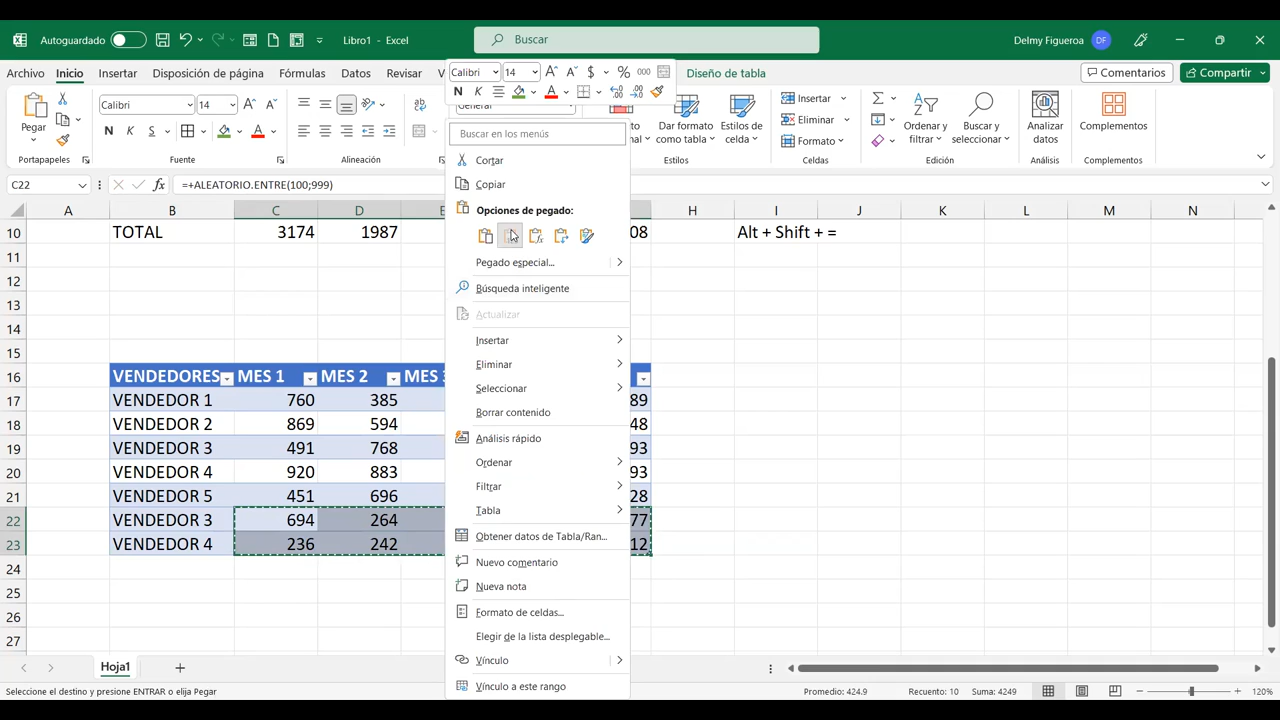 Autoguardado
Libro1 - Excel
Buscar
Delmy Figueroa DF
Archivo Inicio Insertar Disposición de página Fórmulas Datos Revisar V Diseño de tabla Comentarios Compartir
Calibri 14 A A $ % 000
N K A
Pegar
Calibri 14 A A
N K S A
ab
General
Dar formato como tabla
Estilos de celda
Insertar
Eliminar
Formato
Ordenar y filtrar
Buscar y seleccionar
Analizar datos
Complementos
Portapapeles Fuente Alineación Estilos Celdas Edición Análisis Complementos
C22 fx =+ALEATORIO.ENTRE(100;999)
A B C D E H I J K L M N
10 TOTAL 3174 1987 08 Alt + Shift + =
11
12
13
14
15
16 VENDEDORES MES 1 MES 2 MES 3
17 VENDEDOR 1 760 385 89
18 VENDEDOR 2 869 594 48
19 VENDEDOR 3 491 768 93
20 VENDEDOR 4 920 883 93
21 VENDEDOR 5 451 696 28
22 VENDEDOR 3 694 264 77
23 VENDEDOR 4 236 242 12
24
25
26
27
Buscar en los menús
Cortar
Copiar
Opciones de pegado:
Pegado especial...
Búsqueda inteligente
Actualizar
Insertar
Eliminar
Seleccionar
Borrar contenido
Análisis rápido
Ordenar
Filtrar
Tabla
Obtener datos de Tabla/Ran...
Nuevo comentario
Nueva nota
Formato de celdas...
Elegir de la lista desplegable...
Vínculo
Vínculo a este rango
Hoja1
Seleccione el destino y presione ENTRAR o elija Pegar
Promedio: 424.9 Recuento: 10 Suma: 4249 120%